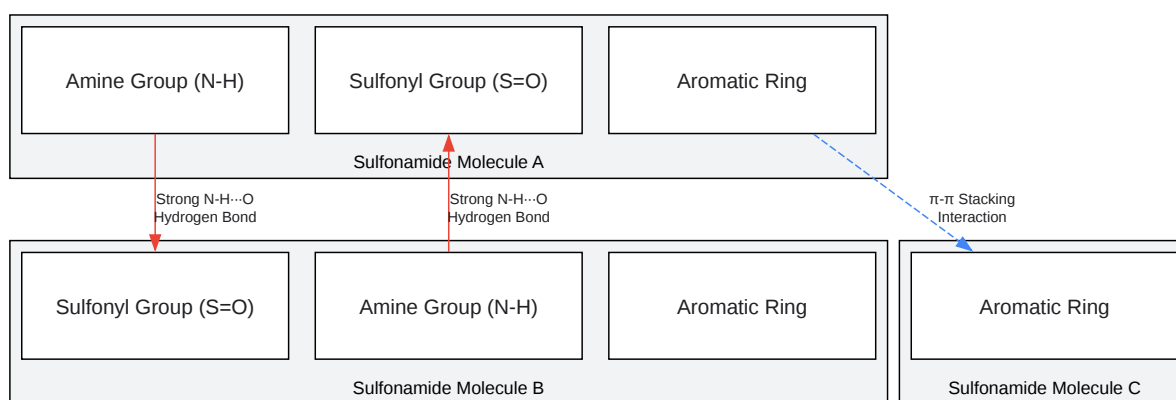 Amine Group (N-H)
Sulfonyl Group (S=O)
Aromatic Ring
Sulfonamide Molecule A
Strong N-H···O
Hydrogen Bond
Strong N-H···O
Hydrogen Bond
π-π Stacking
Interaction
Sulfonyl Group (S=O)
Amine Group (N-H)
Aromatic Ring
Aromatic Ring
Sulfonamide Molecule B
Sulfonamide Molecule C